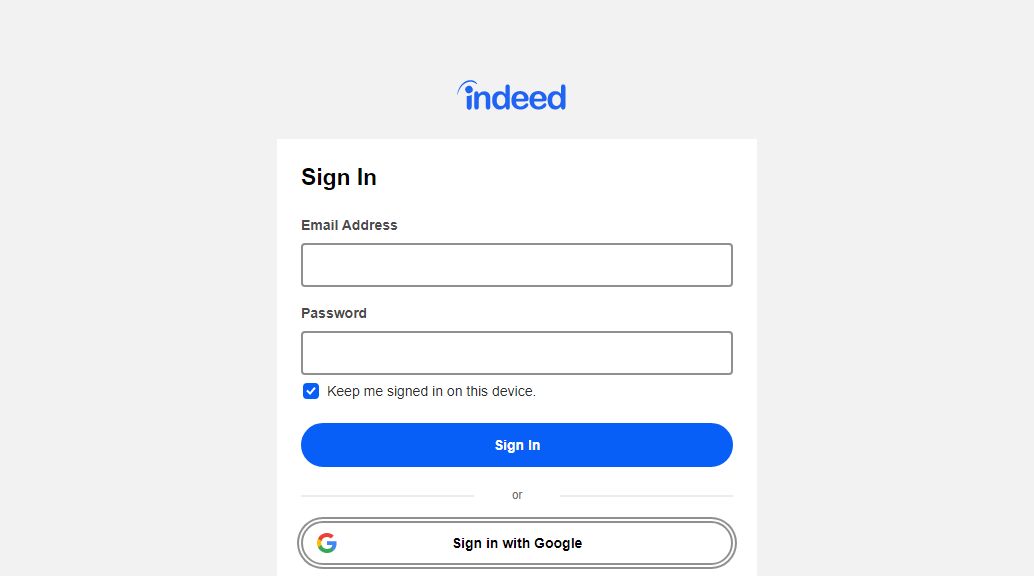 indeed
Sign In
Email Address
Password
Keep me signed in on this device.
Sign In
or
Sign in with Google